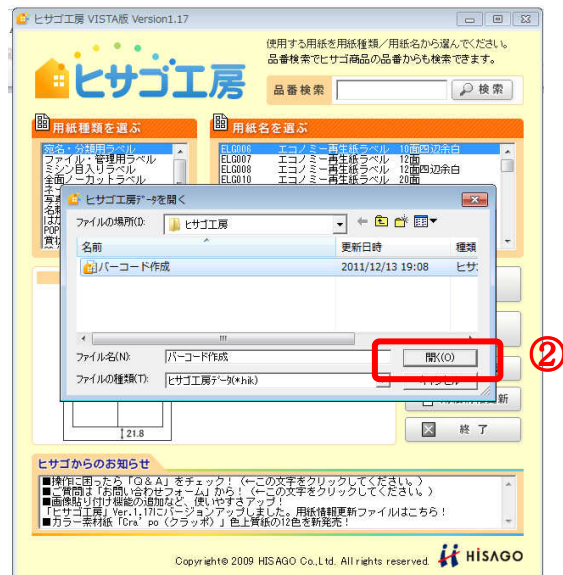 ヒサゴ工房 VISTA版 Version1.17
使用する用紙を用紙種類／用紙名から選んでください。
品番検索でヒサゴ商品の品番からも検索できます。
ヒサゴ工房
品番検索
検索
用紙種類を選ぶ
用紙名を選ぶ
宛名・分類用ラベル
ファイル・管理用ラベル
ミシン目入りラベル
全面ノーカットラベル
ELG006 エコノミー再生紙ラベル 10面四辺余白
ELG007 エコノミー再生紙ラベル 12面
ELG008 エコノミー再生紙ラベル 12面四辺余白
ELG010 エコノミー再生紙ラベル 20面
ヒサゴ工房データを開く
ファイルの場所(I):
ヒサゴ工房
名前
更新日時
種類
バーコード作成
2011/12/13 19:08
ヒサ
ファイル名(N):
バーコード作成
開く(O)
②
ファイルの種類(T):
ヒサゴ工房データ(*hik)
21.8
終了
ヒサゴからのお知らせ
■操作に困ったら「Ｑ＆Ａ」をチェック！（←この文字をクリックしてください。）
■ご質問は「お問い合わせフォーム」から！（←この文字をクリックしてください。）
■画像貼り付け機能の追加など、使いやすさアップ！
「ヒサゴ工房」Ver.1.17にバージョンアップしました。用紙情報更新ファイルはこちら！
■カラー素材紙「Cra' po（クラッポ）」色上質紙の12色を新発売！
Copyright© 2009 HISAGO Co.,Ltd. All rights reserved.
HISAGO